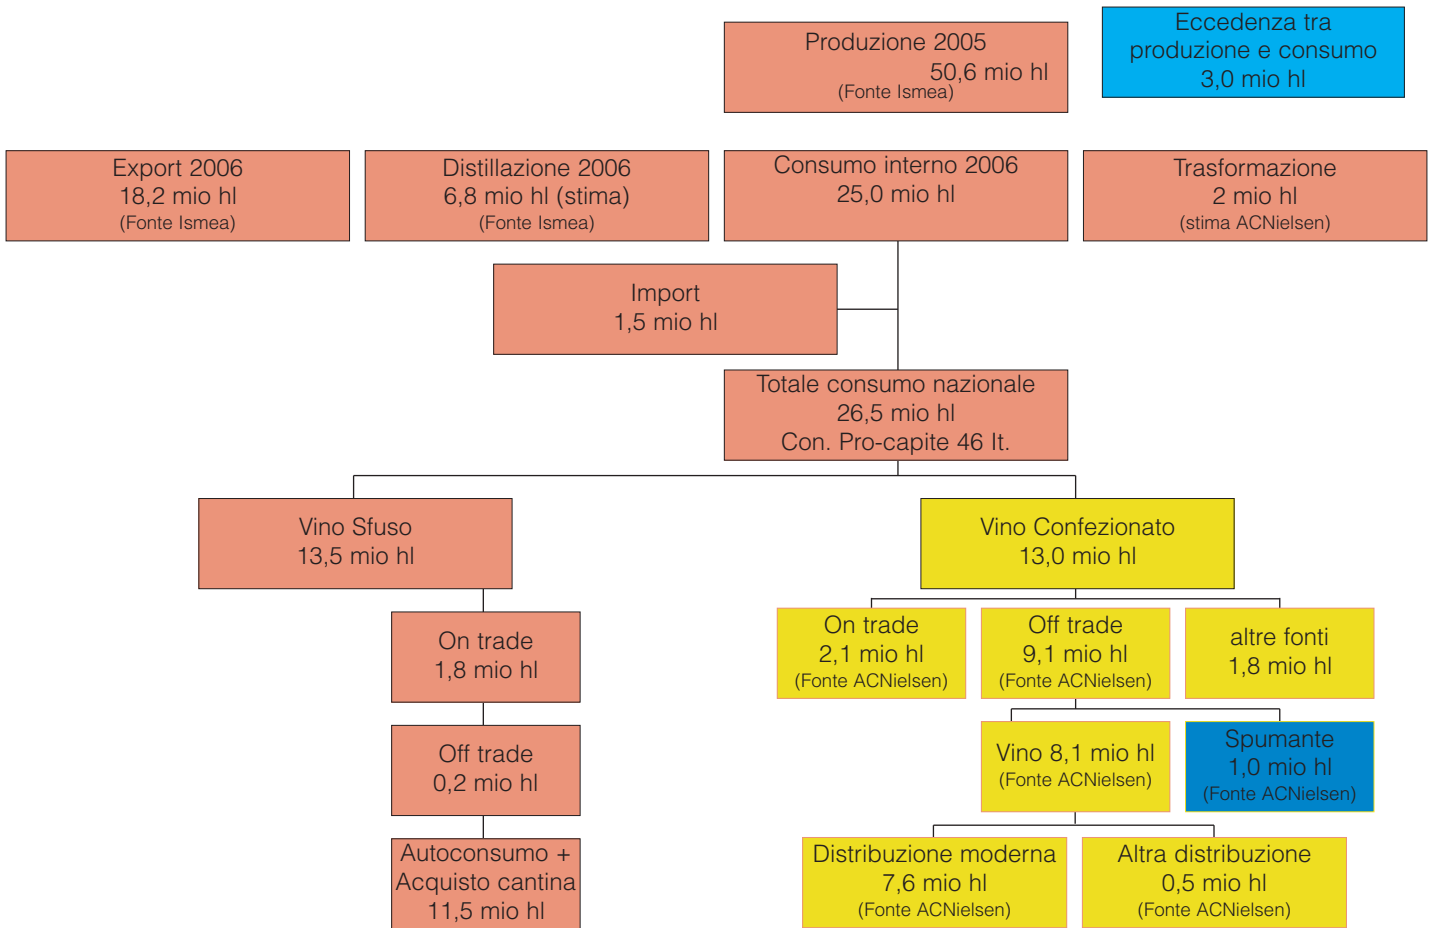 Produzione 2005
50,6 mio hl
(Fonte Ismea)
Eccedenza tra
produzione e consumo
3,0 mio hl
Export 2006
18,2 mio hl
(Fonte Ismea)
Distillazione 2006
6,8 mio hl (stima)
(Fonte Ismea)
Consumo interno 2006
25,0 mio hl
Trasformazione
2 mio hl
(stima ACNielsen)
Import
1,5 mio hl
Totale consumo nazionale
26,5 mio hl
Con. Pro-capite 46 lt.
Vino Sfuso
13,5 mio hl
Vino Confezionato
13,0 mio hl
On trade
1,8 mio hl
Off trade
0,2 mio hl
Autoconsumo +
Acquisto cantina
11,5 mio hl
On trade
2,1 mio hl
(Fonte ACNielsen)
Off trade
9,1 mio hl
(Fonte ACNielsen)
altre fonti
1,8 mio hl
Vino 8,1 mio hl
(Fonte ACNielsen)
Spumante
1,0 mio hl
(Fonte ACNielsen)
Distribuzione moderna
7,6 mio hl
(Fonte ACNielsen)
Altra distribuzione
0,5 mio hl
(Fonte ACNielsen)